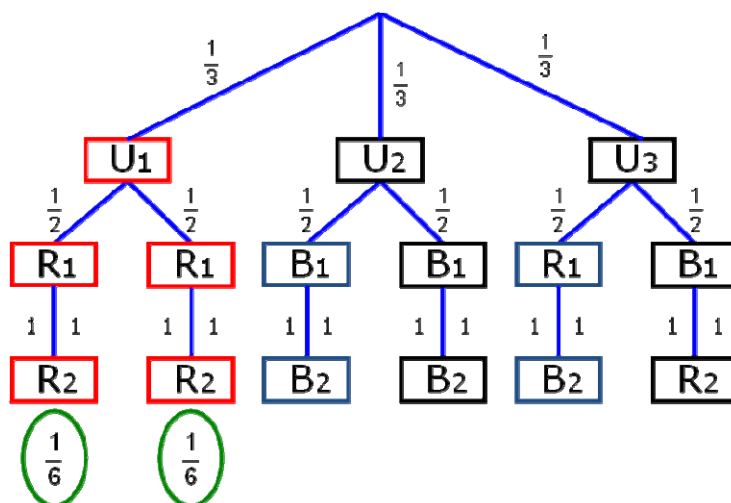 1/3 1/3 1/3
U1 U2 U3
1/2 1/2 1/2 1/2 1/2 1/2
R1 R1 B1 B1 R1 B1
1 1 1 1 1 1 1 1 1 1 1 1
R2 R2 B2 B2 B2 R2
1/6 1/6